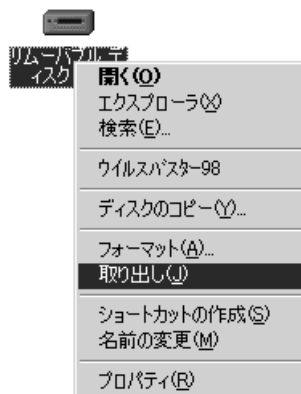 リムーバブル デ
ィスク
開く(O)
エクスプローラ(X)
検索(E)...
ウイルスバスター98
ディスクのコピー(Y)...
フォーマット(A)...
取り出し(J)
ショートカットの作成(S)
名前の変更(M)
プロパティ(R)